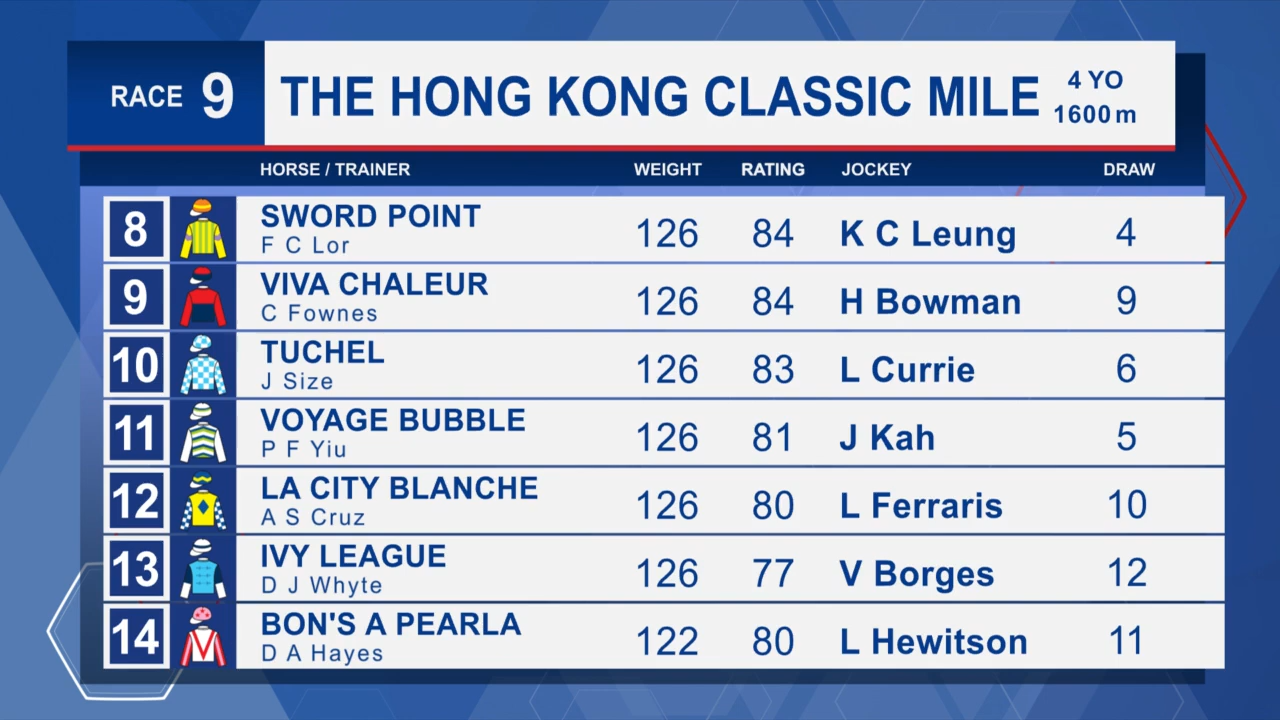 RACE 9 THE HONG KONG CLASSIC MILE 4 YO
1600 m
HORSE / TRAINER WEIGHT RATING JOCKEY DRAW
8 SWORD POINT 126 84 K C Leung 4
F C Lor
9 VIVA CHALEUR 126 84 H Bowman 9
C Fownes
10 TUCHEL 126 83 L Currie 6
J Size
11 VOYAGE BUBBLE 126 81 J Kah 5
P F Yiu
12 LA CITY BLANCHE 126 80 L Ferraris 10
A S Cruz
13 IVY LEAGUE 126 77 V Borges 12
D J Whyte
14 BON'S A PEARLA 122 80 L Hewitson 11
D A Hayes